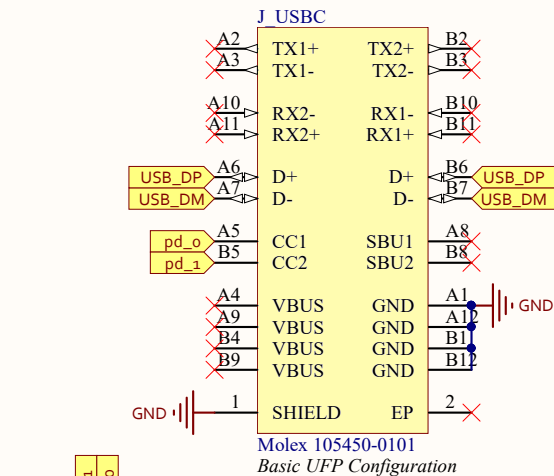 J_USBC
A2 TX1+ TX2+ B2
A3 TX1- TX2- B3
A10 RX2- RX1- B10
A11 RX2+ RX1+ B11
USB_DP A6 D+ D+ B6 USB_DP
USB_DM A7 D- D- B7 USB_DM
pd_0 A5 CC1 SBU1 A8
pd_1 B5 CC2 SBU2 B8
A4 VBUS GND A1 GND
A9 VBUS GND A12
B4 VBUS GND B1
B9 VBUS GND B12
GND 1 SHIELD EP 2
Molex 105450-0101
Basic UFP Configuration